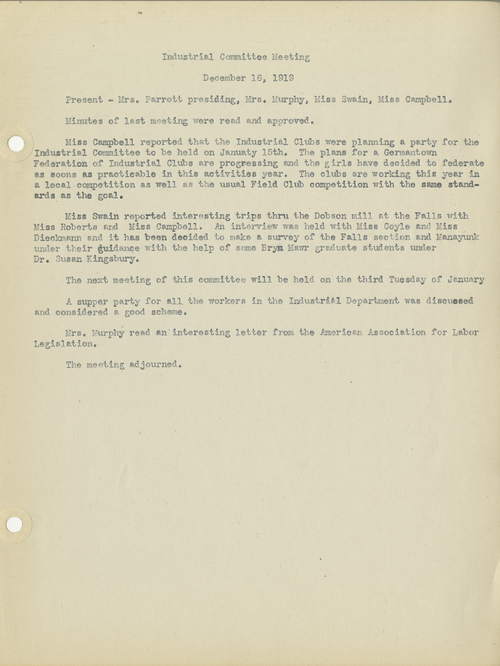 Industrial Committee Meeting
December 16, 1919
Present - Mrs. Parrott presiding, Mrs. Murphy, Miss Swain, Miss Campbell.
Minutes of last meeting were read and approved.
Miss Campbell reported that the Industrial Clubs were planning a party for the
Industrial Committee to be held on Januaty 15th. The plans for a Germantown
Federation of Industrial Clubs are progressing and the girls have decided to federate
as soons as practicable in this activities year. The clubs are working this year in
a local competition as well as the usual Field Club competition with the same stand-
ards as the goal.
Miss Swain reported interesting trips thru the Dobson mill at the Falls with
Miss Roberts and Miss Campbell. An interview was held with Miss Coyle and Miss
Dieckmann and it has been decided to make a survey of the Falls section and Manayunk
under their guidance with the help of some Bryn Mawr graduate students under
Dr. Susan Kingsbury.
The next meeting of this committee will be held on the third Tuesday of January
A supper party for all the workers in the Industrial Department was discussed
and considered a good scheme.
Mrs. Murphy read an interesting letter from the American Association for Labor
Legislation.
The meeting adjourned.